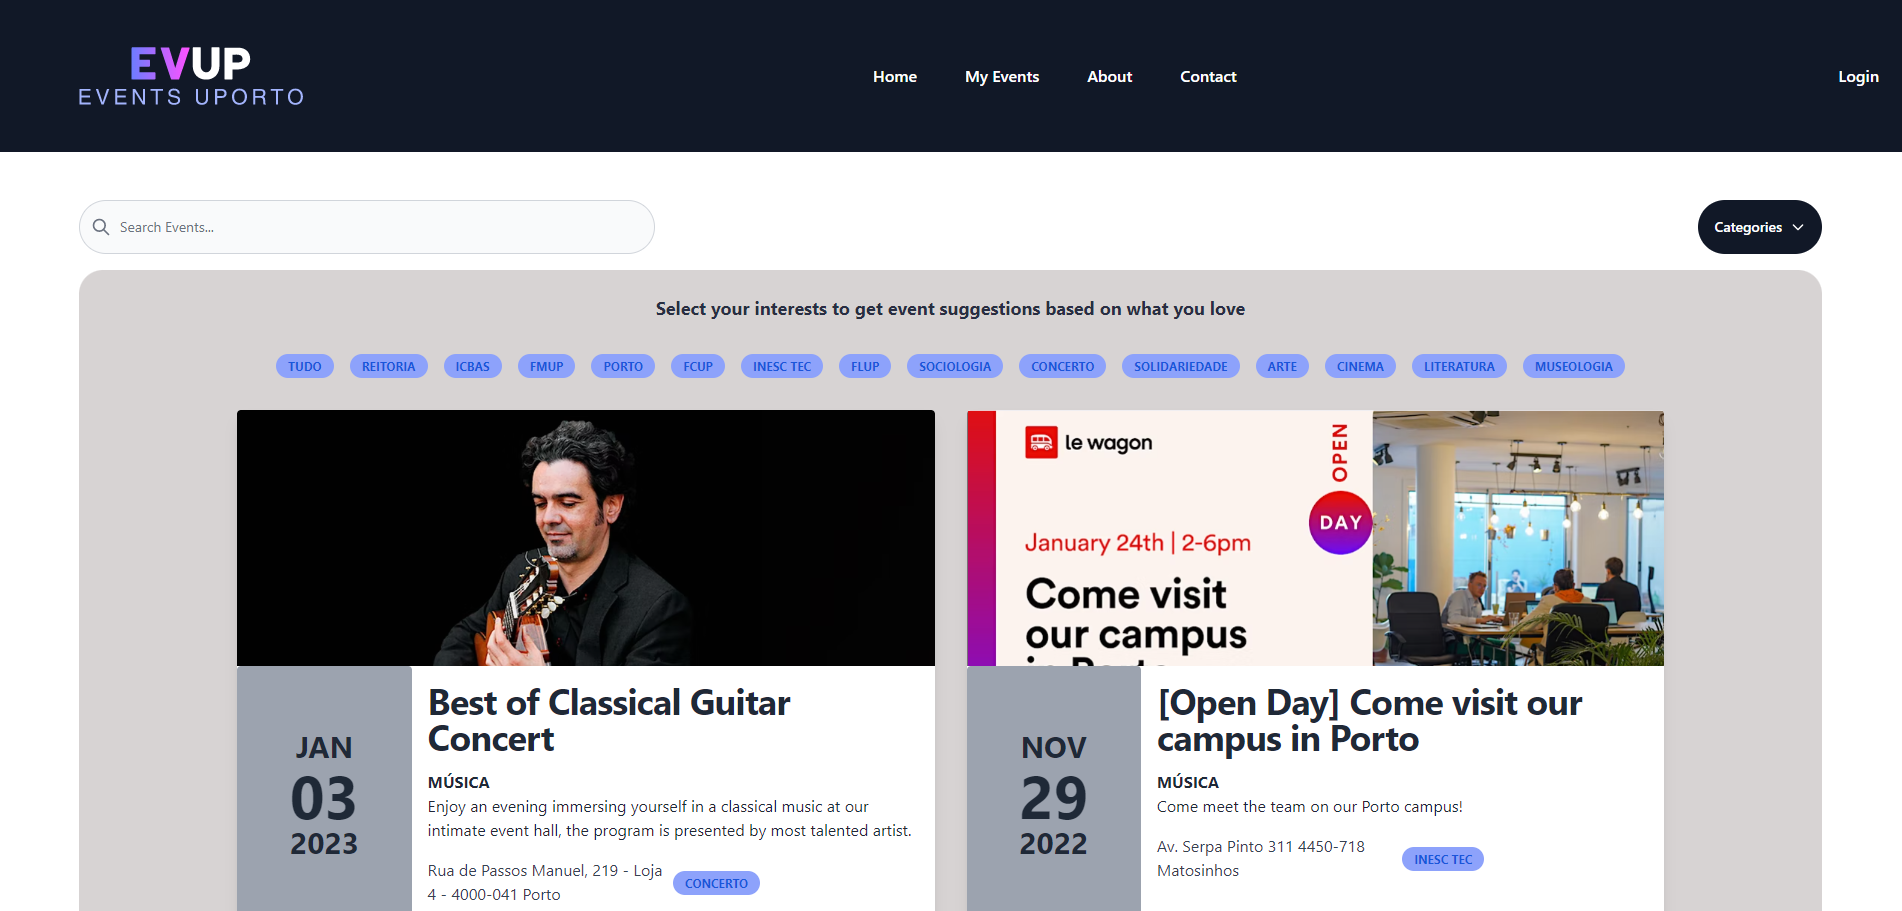 EVUP
EVENTS UPORTO
Home
My Events
About
Contact
Login
Search Events...
Categories
Select your interests to get event suggestions based on what you love
TUDO
REITORIA
ICBAS
FMUP
PORTO
FCUP
INESC TEC
FLUP
SOCIOLOGIA
CONCERTO
SOLIDARIEDADE
ARTE
CINEMA
LITERATURA
MUSEOLOGIA
le wagon
OPEN
DAY
January 24th | 2-6pm
Come visit
our campus
in Porto
JAN
03
2023
Best of Classical Guitar
Concert
MÚSICA
Enjoy an evening immersing yourself in a classical music at our
intimate event hall, the program is presented by most talented artist.
Rua de Passos Manuel, 219 - Loja
4 - 4000-041 Porto
CONCERTO
NOV
29
2022
[Open Day] Come visit our
campus in Porto
MÚSICA
Come meet the team on our Porto campus!
Av. Serpa Pinto 311 4450-718
Matosinhos
INESC TEC